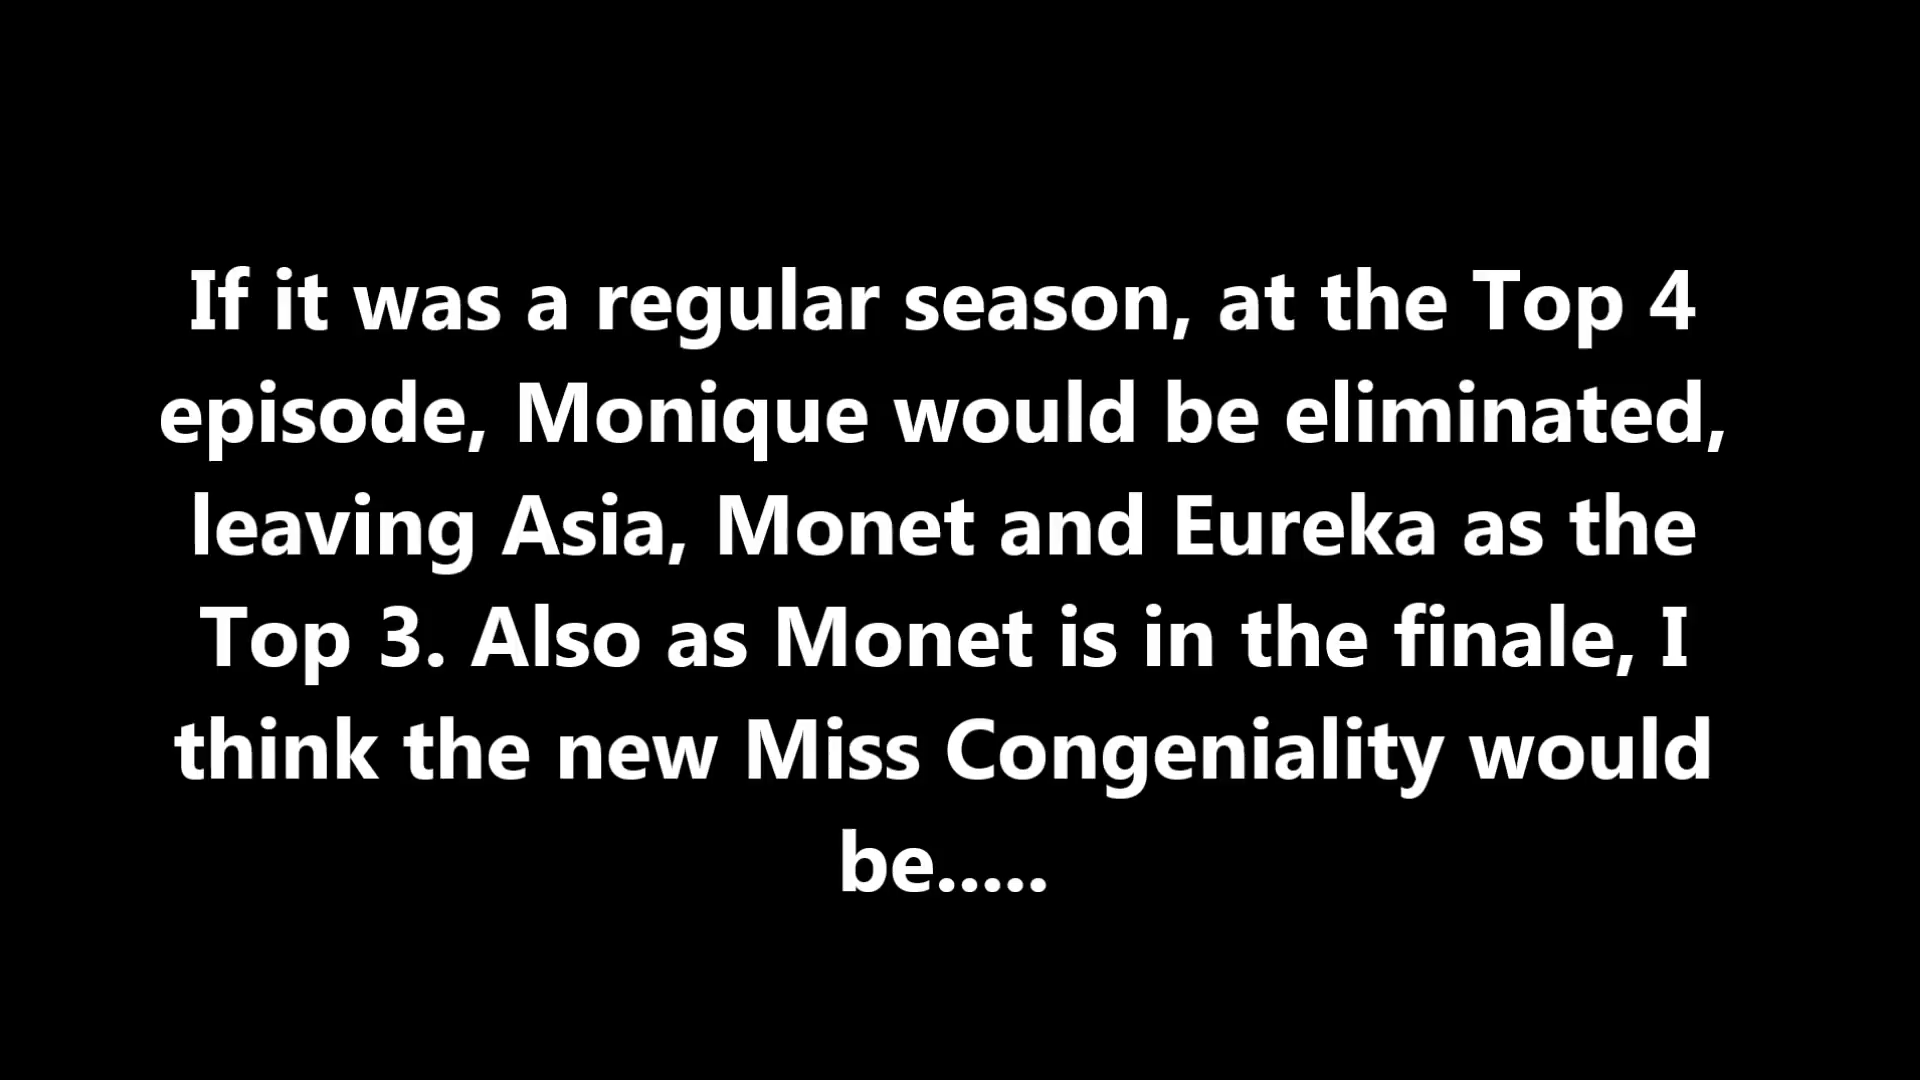 If it was a regular season, at the Top 4
episode, Monique would be eliminated,
leaving Asia, Monet and Eureka as the
Top 3. Also as Monet is in the finale, I
think the new Miss Congeniality would
be.....